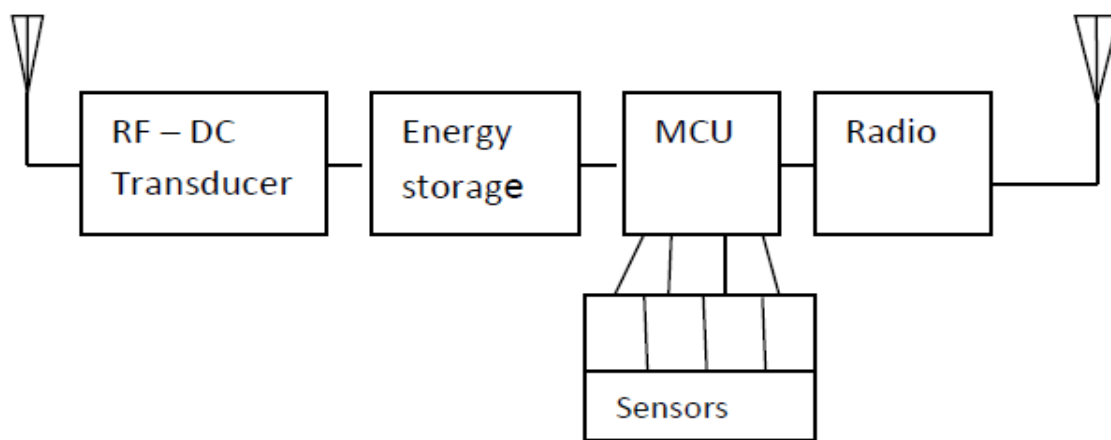 RF – DC
Transducer
Energy
storage
MCU
Radio
Sensors